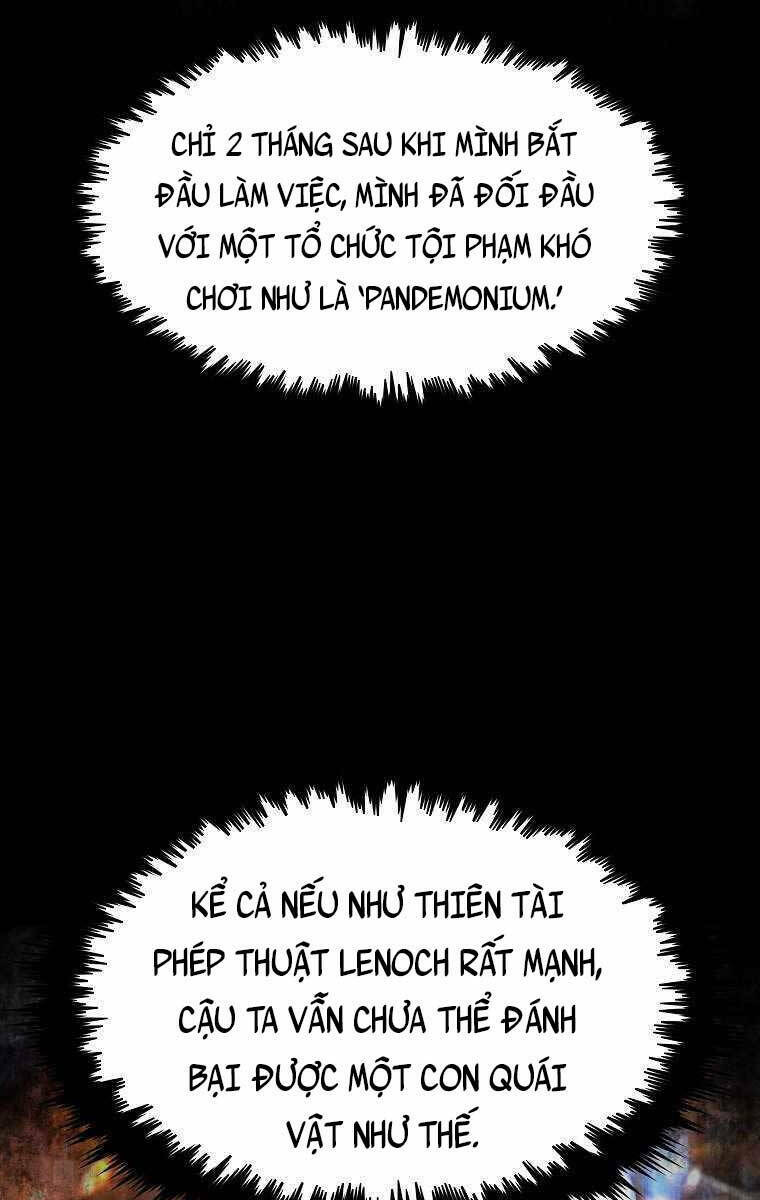 CHỈ 2 THÁNG SAU KHI MÌNH BẮT
ĐẦU LÀM VIỆC, MÌNH ĐÃ ĐỐI ĐẦU
VỚI MỘT TỔ CHỨC TỘI PHẠM KHÓ
CHƠI NHƯ LÀ 'PANDEMONIUM.'
KỂ CẢ NẾU NHƯ THIÊN TÀI
PHÉP THUẬT LENOCH RẤT MẠNH,
CẬU TA VẪN CHƯA THỂ ĐÁNH
BẠI ĐƯỢC MỘT CON QUÁI
VẬT NHƯ THẾ.